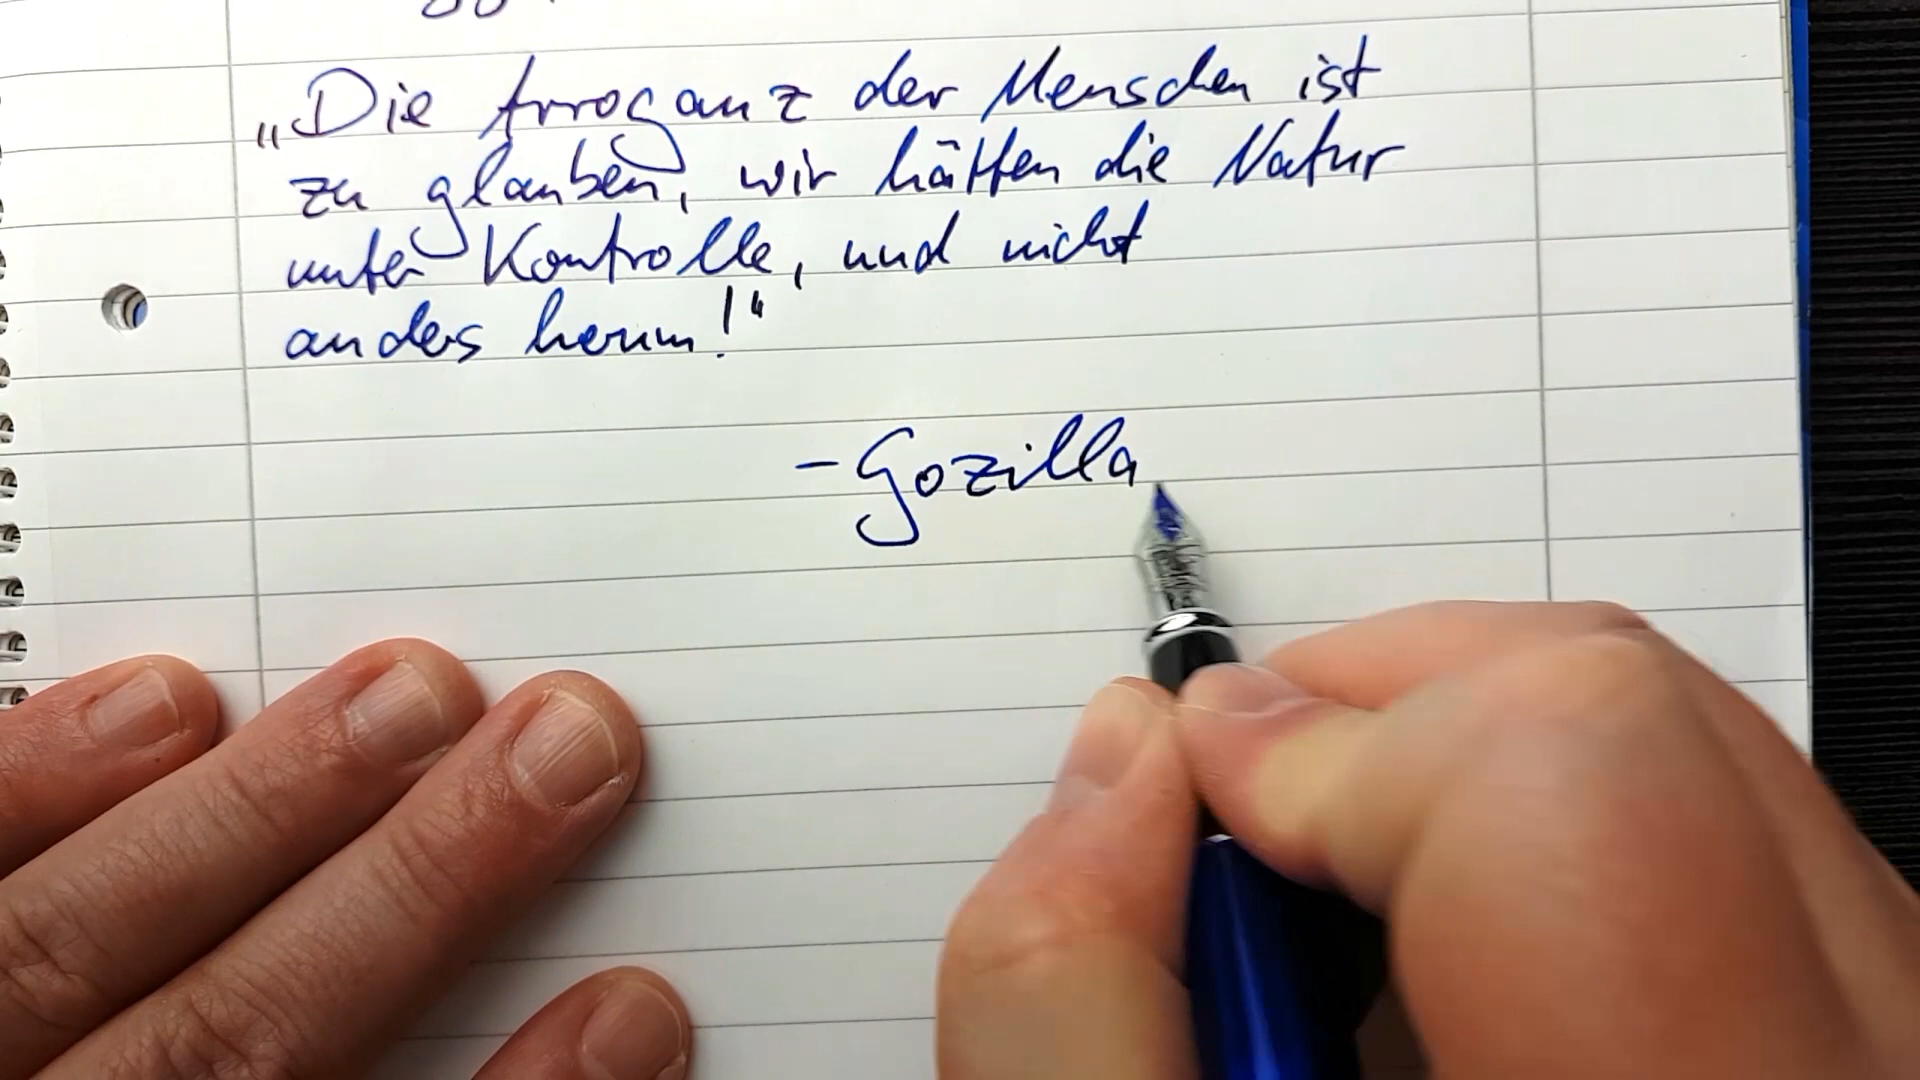 „Die Arroganz der Menschen ist
zu glauben, wir hätten die Natur
unter Kontrolle, und nicht
anders herum!“
- Gozilla